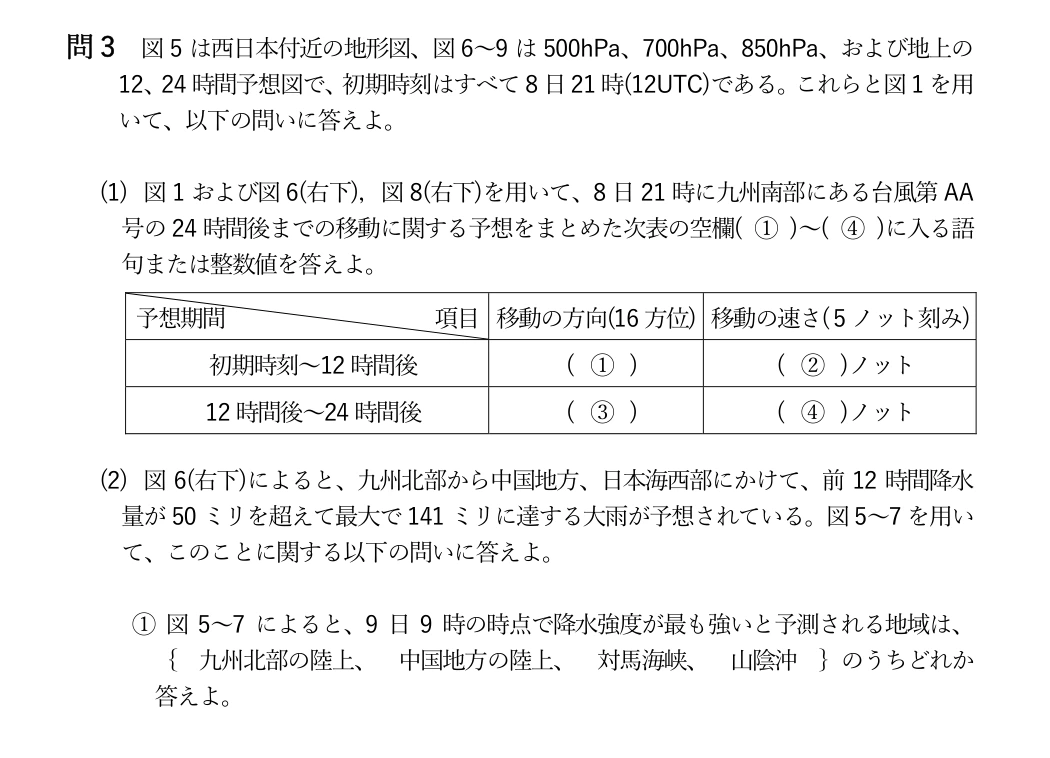 問3 図5は西日本付近の地形図、図6～9は500hPa、700hPa、850hPa、および地上の
12、24時間予想図で、初期時刻はすべて8日21時(12UTC)である。これらと図1を用
いて、以下の問いに答えよ。
(1) 図1および図6(右下), 図8(右下)を用いて、8日21時に九州南部にある台風第AA
号の24時間後までの移動に関する予想をまとめた次表の空欄( ① )～( ④ )に入る語
句または整数値を答えよ。
予想期間 項目 移動の方向(16方位) 移動の速さ(5ノット刻み)
初期時刻～12時間後 ( ① ) ( ② )ノット
12時間後～24時間後 ( ③ ) ( ④ )ノット
(2) 図6(右下)によると、九州北部から中国地方、日本海西部にかけて、前12時間降水
量が50ミリを超えて最大で141ミリに達する大雨が予想されている。図5～7を用い
て、このことに関する以下の問いに答えよ。
① 図5～7によると、9日9時の時点で降水強度が最も強いと予測される地域は、
{ 九州北部の陸上、 中国地方の陸上、 対馬海峡、 山陰沖 }のうちどれか
答えよ。